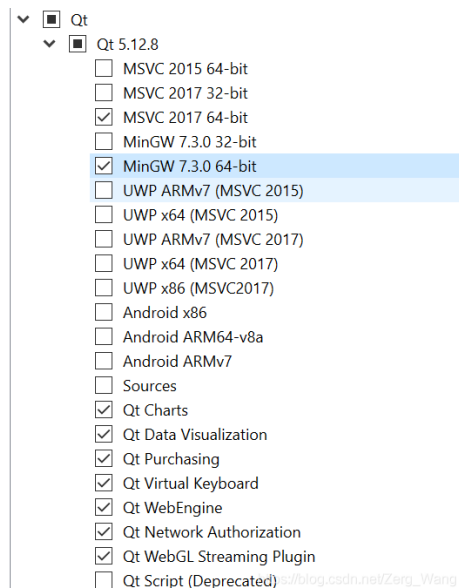 Qt
Qt 5.12.8
MSVC 2015 64-bit
MSVC 2017 32-bit
MSVC 2017 64-bit
MinGW 7.3.0 32-bit
MinGW 7.3.0 64-bit
UWP ARMv7 (MSVC 2015)
UWP x64 (MSVC 2015)
UWP ARMv7 (MSVC 2017)
UWP x64 (MSVC 2017)
UWP x86 (MSVC2017)
Android x86
Android ARM64-v8a
Android ARMv7
Sources
Qt Charts
Qt Data Visualization
Qt Purchasing
Qt Virtual Keyboard
Qt WebEngine
Qt Network Authorization
Qt WebGL Streaming Plugin
Qt Script (Deprecated)
//blog.csdn.net/Zerg_Wang